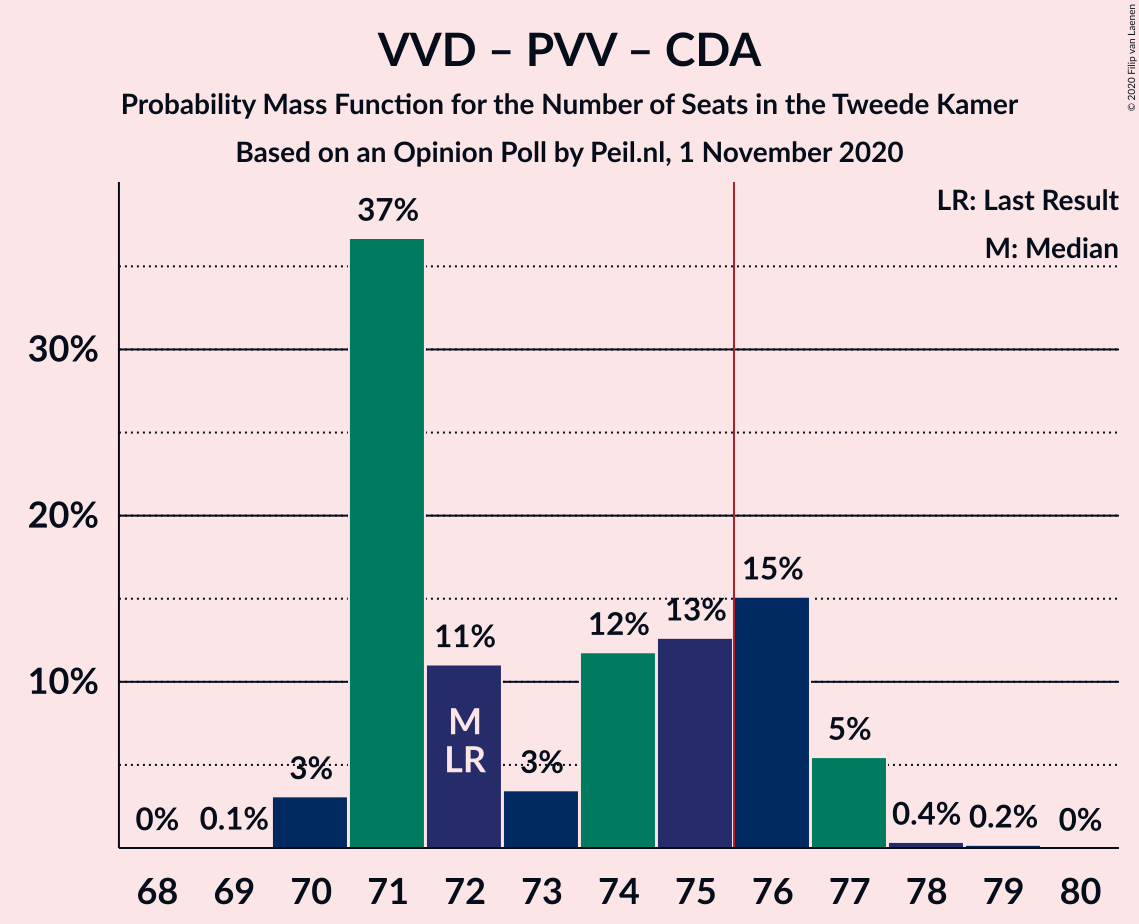 VVD – PVV – CDA
Probability Mass Function for the Number of Seats in the Tweede Kamer
Based on an Opinion Poll by Peil.nl, 1 November 2020
© 2020 Filip van Laenen
LR: Last Result
M: Median
30%
20%
10%
0%
0.1%
3%
37%
11%
M
LR
3%
12%
13%
15%
5%
0.4%
0.2%
0%
68 69 70 71 72 73 74 75 76 77 78 79 80